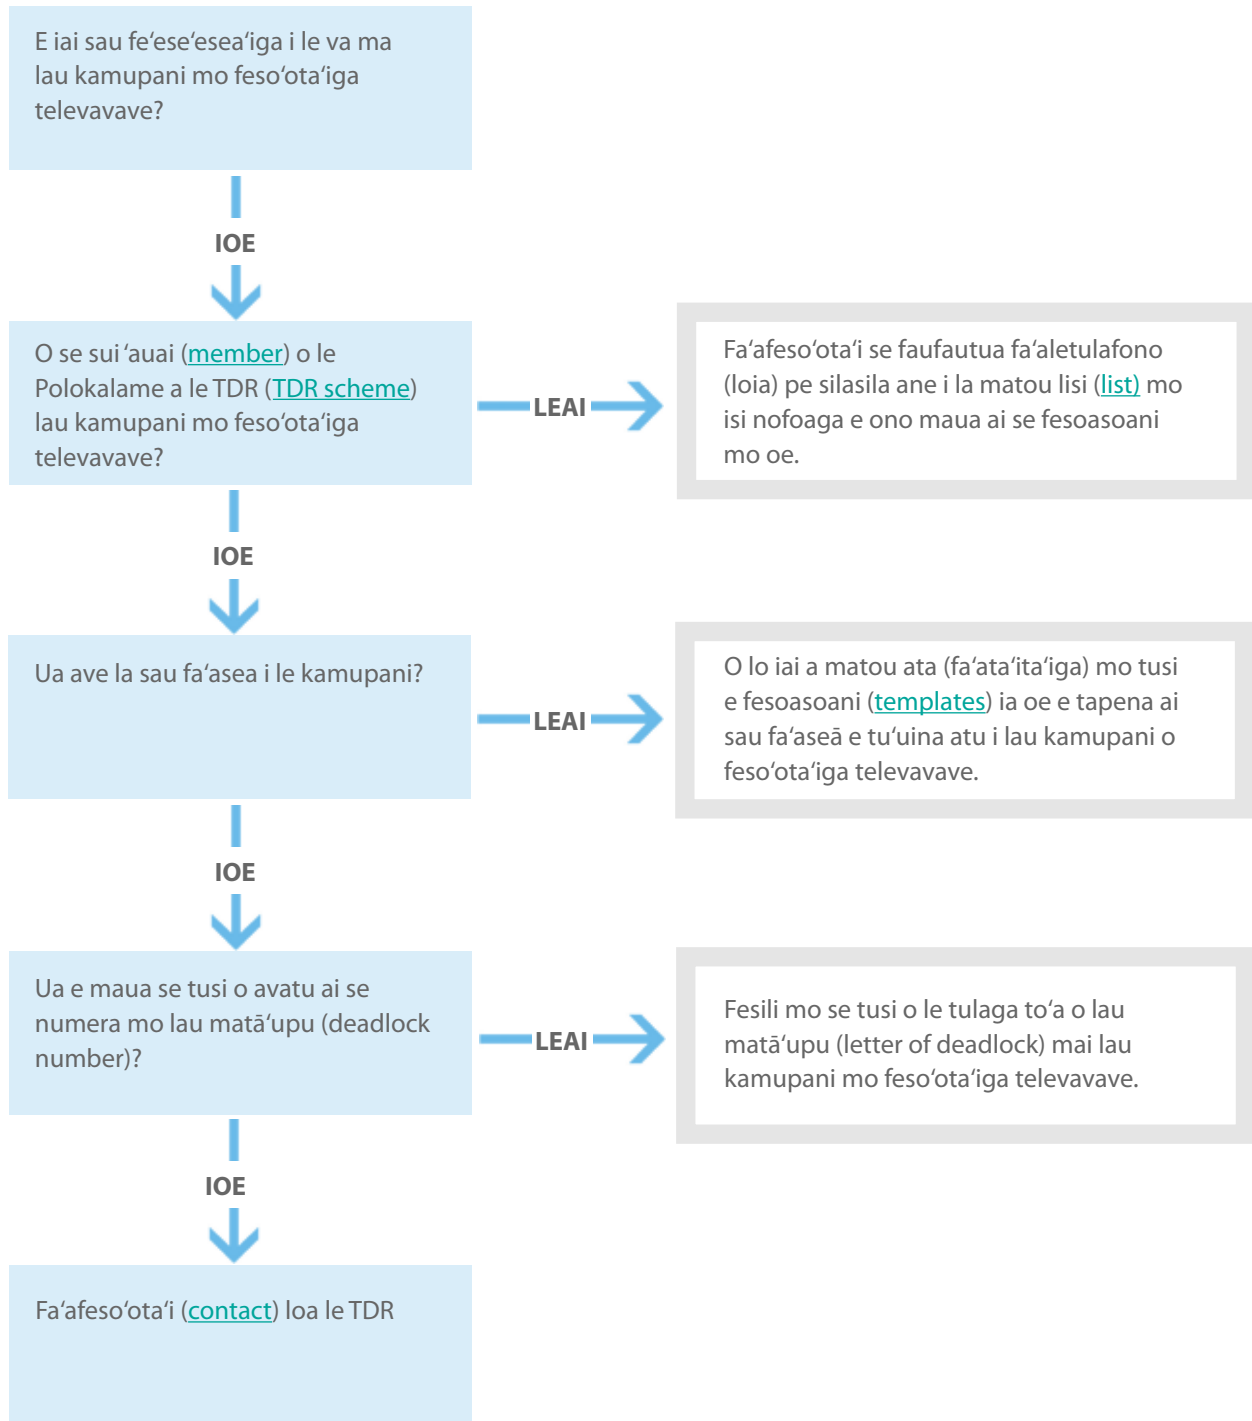 E iai sau fe‘ese‘esea‘iga i le va ma
lau kamupani mo feso‘ota‘iga
televavave?
IOE
O se sui ‘auai (member) o le
Polokalame a le TDR (TDR scheme)
lau kamupani mo feso‘ota‘iga
televavave?
LEAI
Fa‘afeso‘ota‘i se faufautua fa‘aletulafono
(loia) pe silasila ane i la matou lisi (list) mo
isi nofoaga e ono maua ai se fesoasoani
mo oe.
IOE
Ua ave la sau fa‘asea i le kamupani?
LEAI
O lo iai a matou ata (fa‘ata‘ita‘iga) mo tusi
e fesoasoani (templates) ia oe e tapena ai
sau fa‘aseā e tu‘uina atu i lau kamupani o
feso‘ota‘iga televavave.
IOE
Ua e maua se tusi o avatu ai se
numera mo lau matā‘upu (deadlock
number)?
LEAI
Fesili mo se tusi o le tulaga to‘a o lau
matā‘upu (letter of deadlock) mai lau
kamupani mo feso‘ota‘iga televavave.
IOE
Fa‘afeso‘ota‘i (contact) loa le TDR